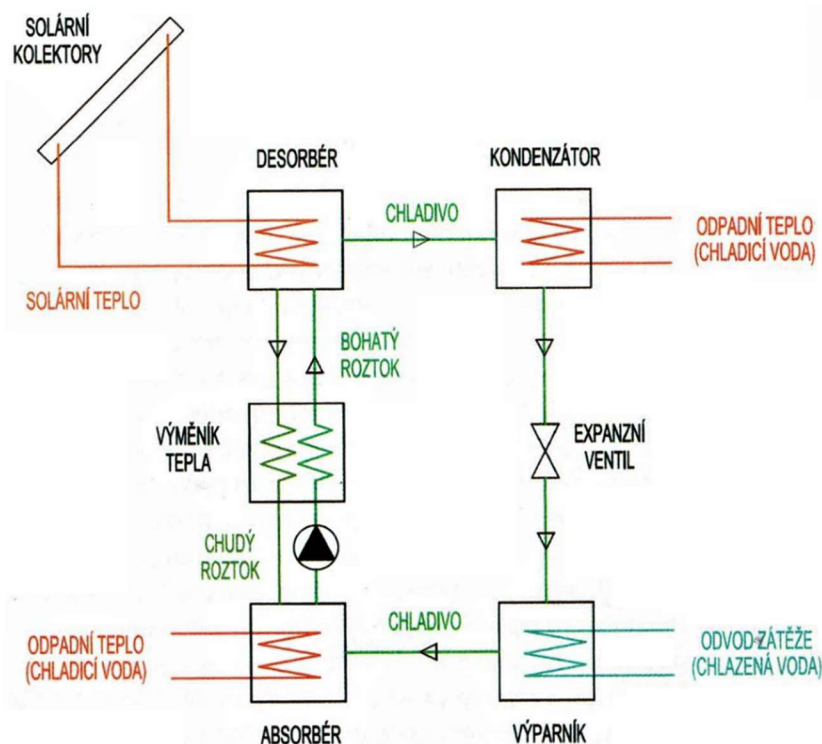 SOLÁRNÍ
KOLEKTORY
DESORBÉR
KONDENZÁTOR
CHLADIVO
ODPADNÍ TEPLO
(CHLADICÍ VODA)
SOLÁRNÍ TEPLO
BOHATÝ
ROZTOK
VÝMĚNÍK
TEPLA
EXPANZNÍ
VENTIL
CHUDÝ
ROZTOK
CHLADIVO
ODPADNÍ TEPLO
(CHLADICÍ VODA)
ODVOD ZÁTĚŽE
(CHLAZENÁ VODA)
ABSORBÉR
VÝPARNÍK